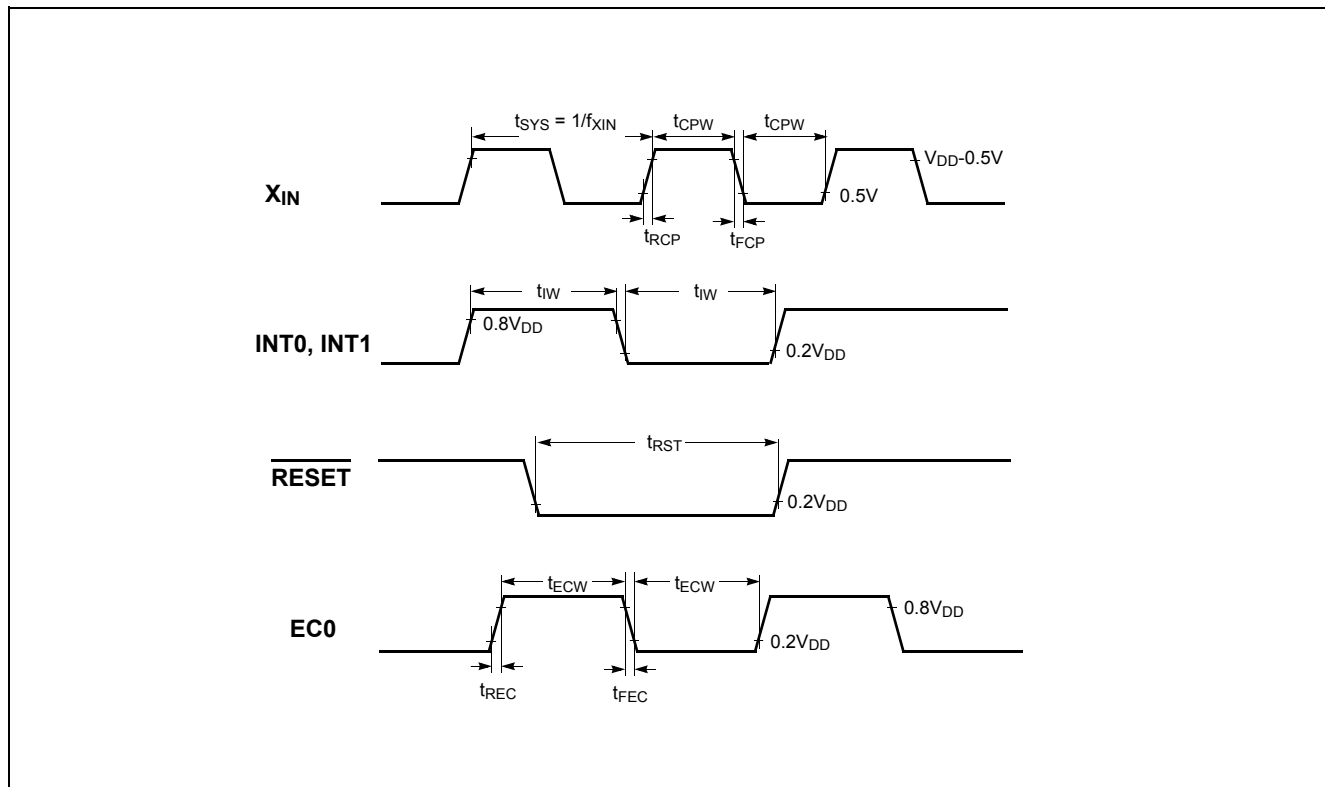 tSYS = 1/fXIN tCPW tCPW
VDD-0.5V
XIN
0.5V
tRCP tFCP
tIW tIW
0.8VDD
INT0, INT1
0.2VDD
tRST
RESET
0.2VDD
tECW tECW
0.8VDD
EC0
0.2VDD
tREC tFEC